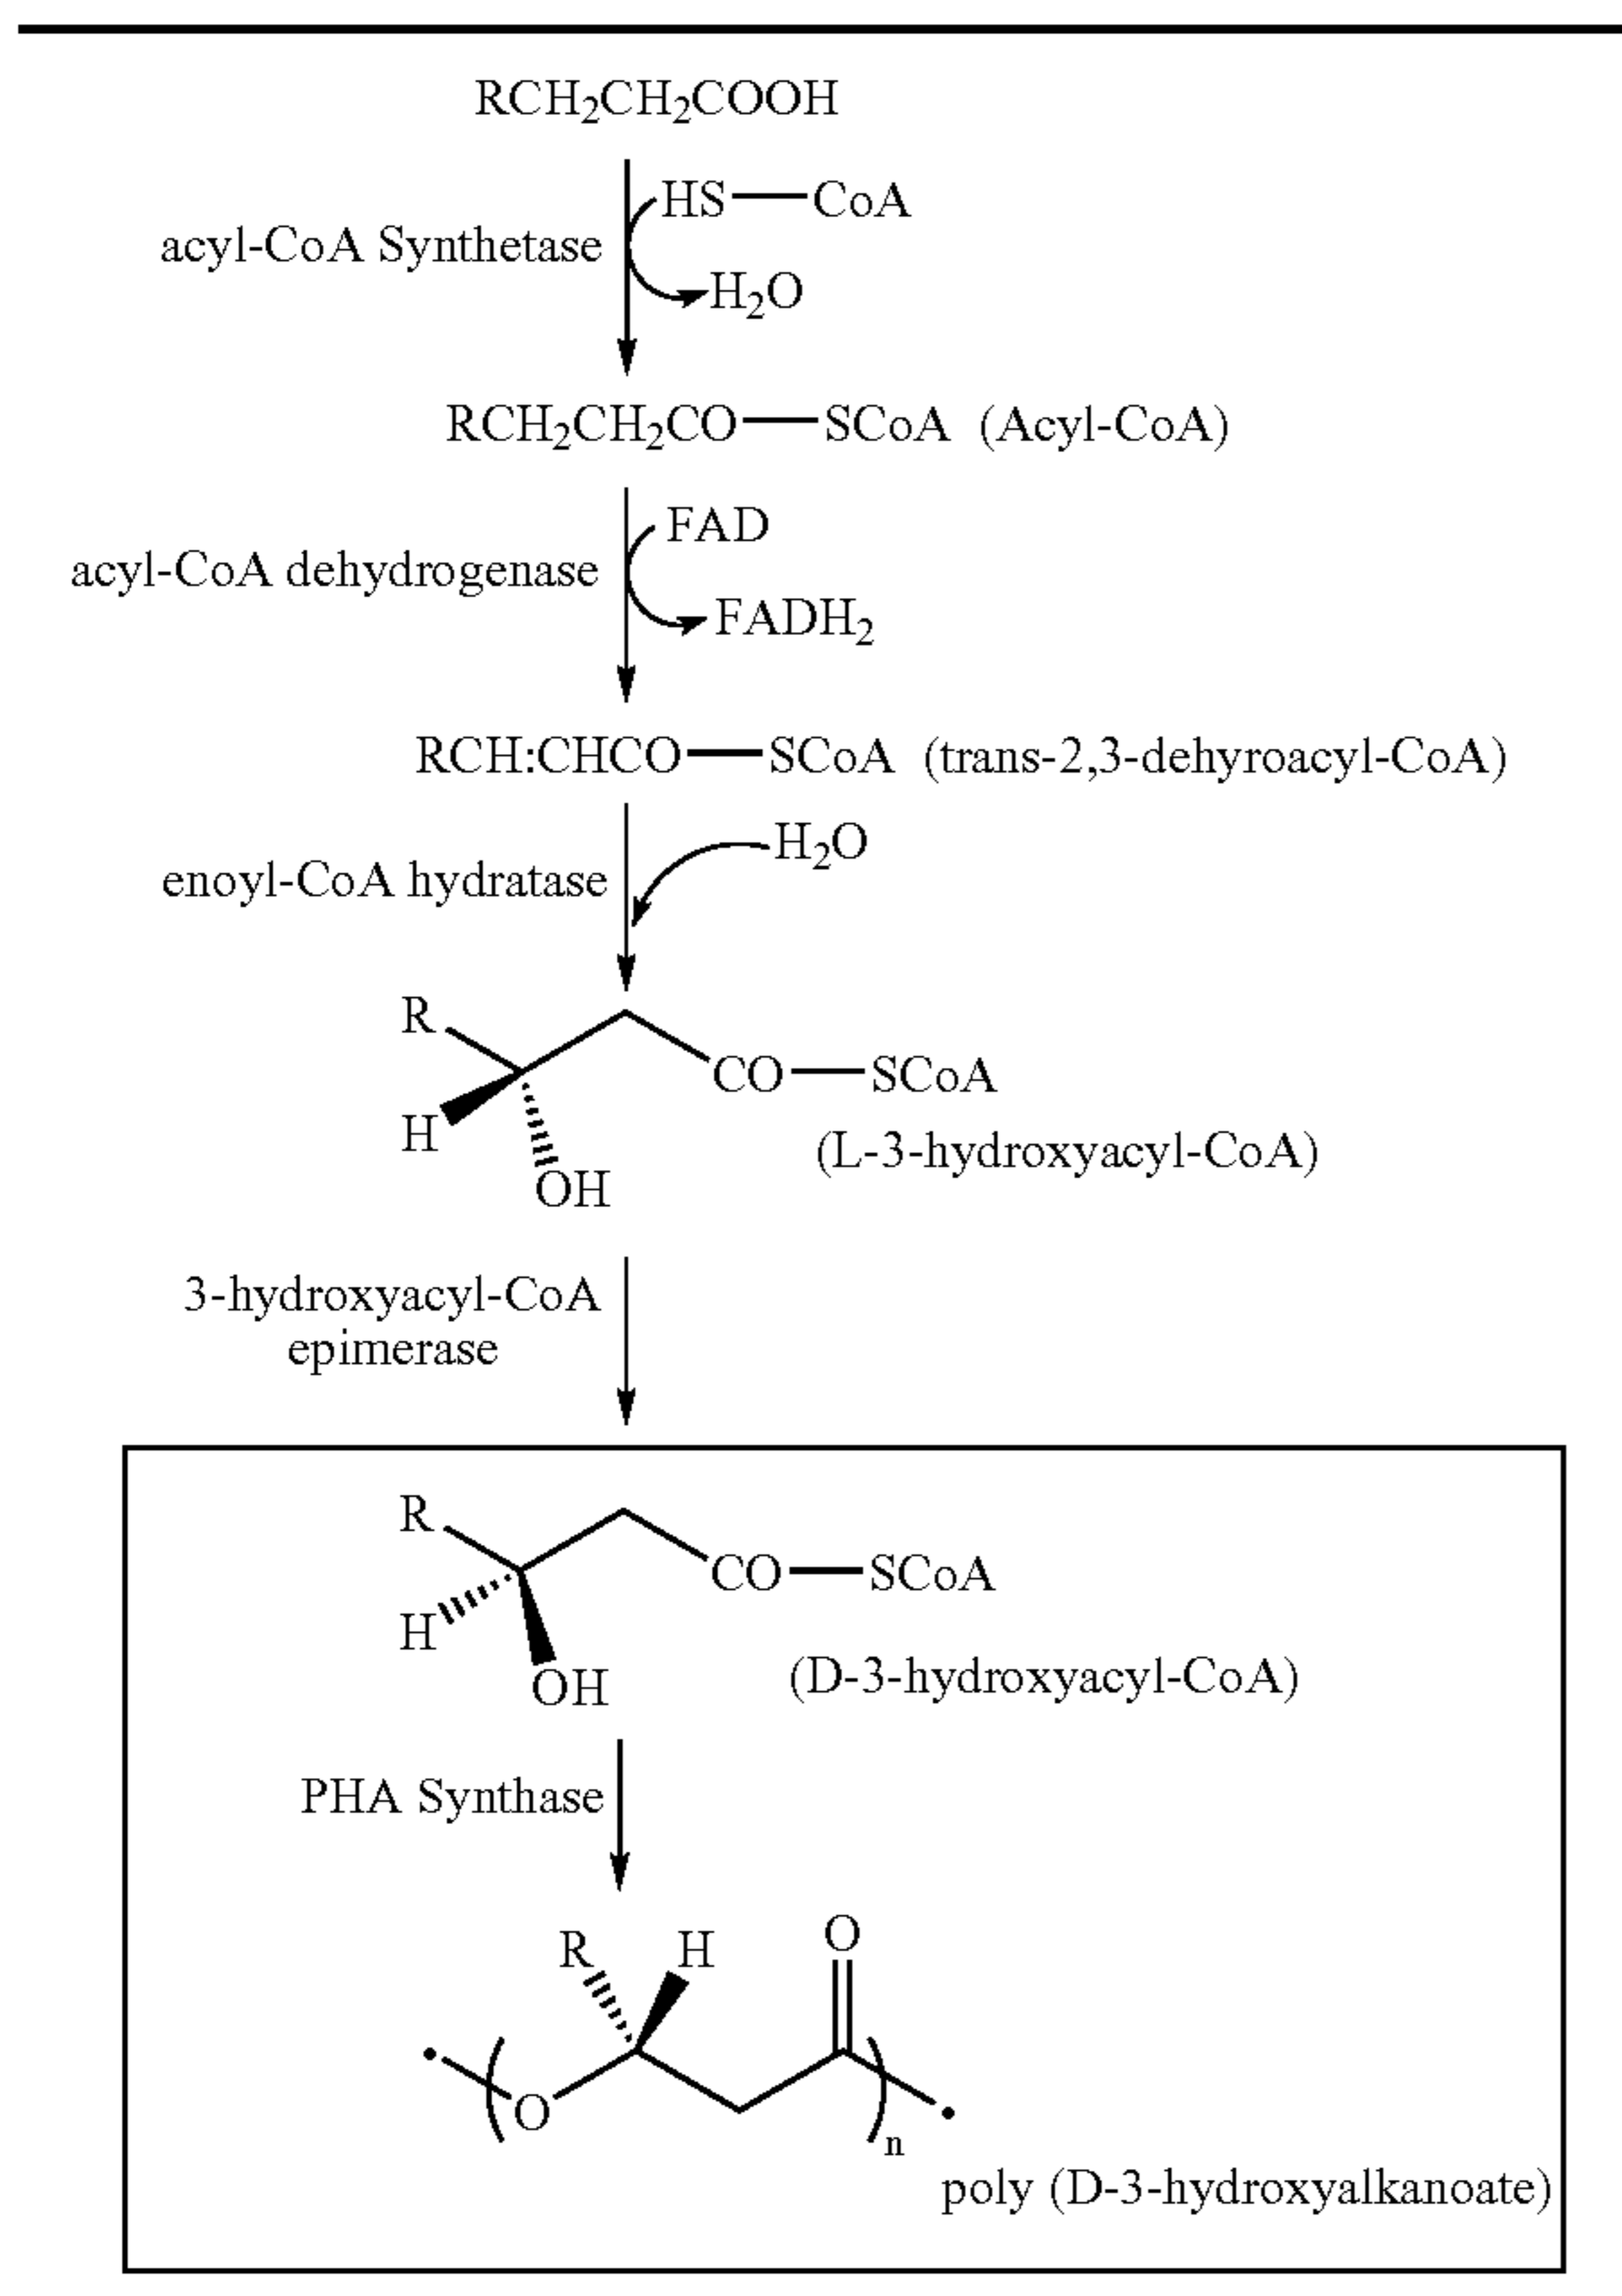 RCH₂CH₂COOH
HS—CoA
acyl-CoA Synthetase
H₂O
RCH₂CH₂CO—SCoA (Acyl-CoA)
FAD
acyl-CoA dehydrogenase
FADH₂
RCH:CHCO—SCoA (trans-2,3-dehyroacyl-CoA)
H₂O
enoyl-CoA hydratase
R
CO—SCoA
H
(L-3-hydroxyacyl-CoA)
OH
3-hydroxyacyl-CoA
epimerase
R
CO—SCoA
H
(D-3-hydroxyacyl-CoA)
OH
PHA Synthase
R H O
O
n
poly (D-3-hydroxyalkanoate)